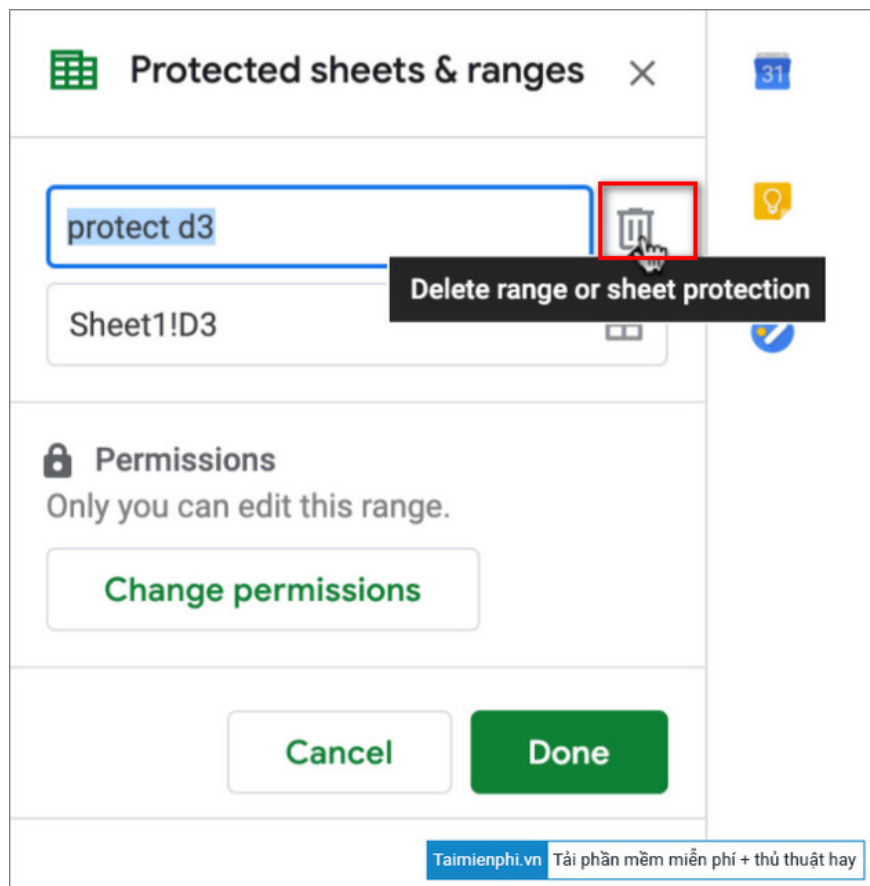 Protected sheets & ranges
31
protect d3
Delete range or sheet protection
Sheet1!D3
Permissions
Only you can edit this range.
Change permissions
Cancel
Done
Taimienphi.vn Tải phần mềm miễn phí + thủ thuật hay